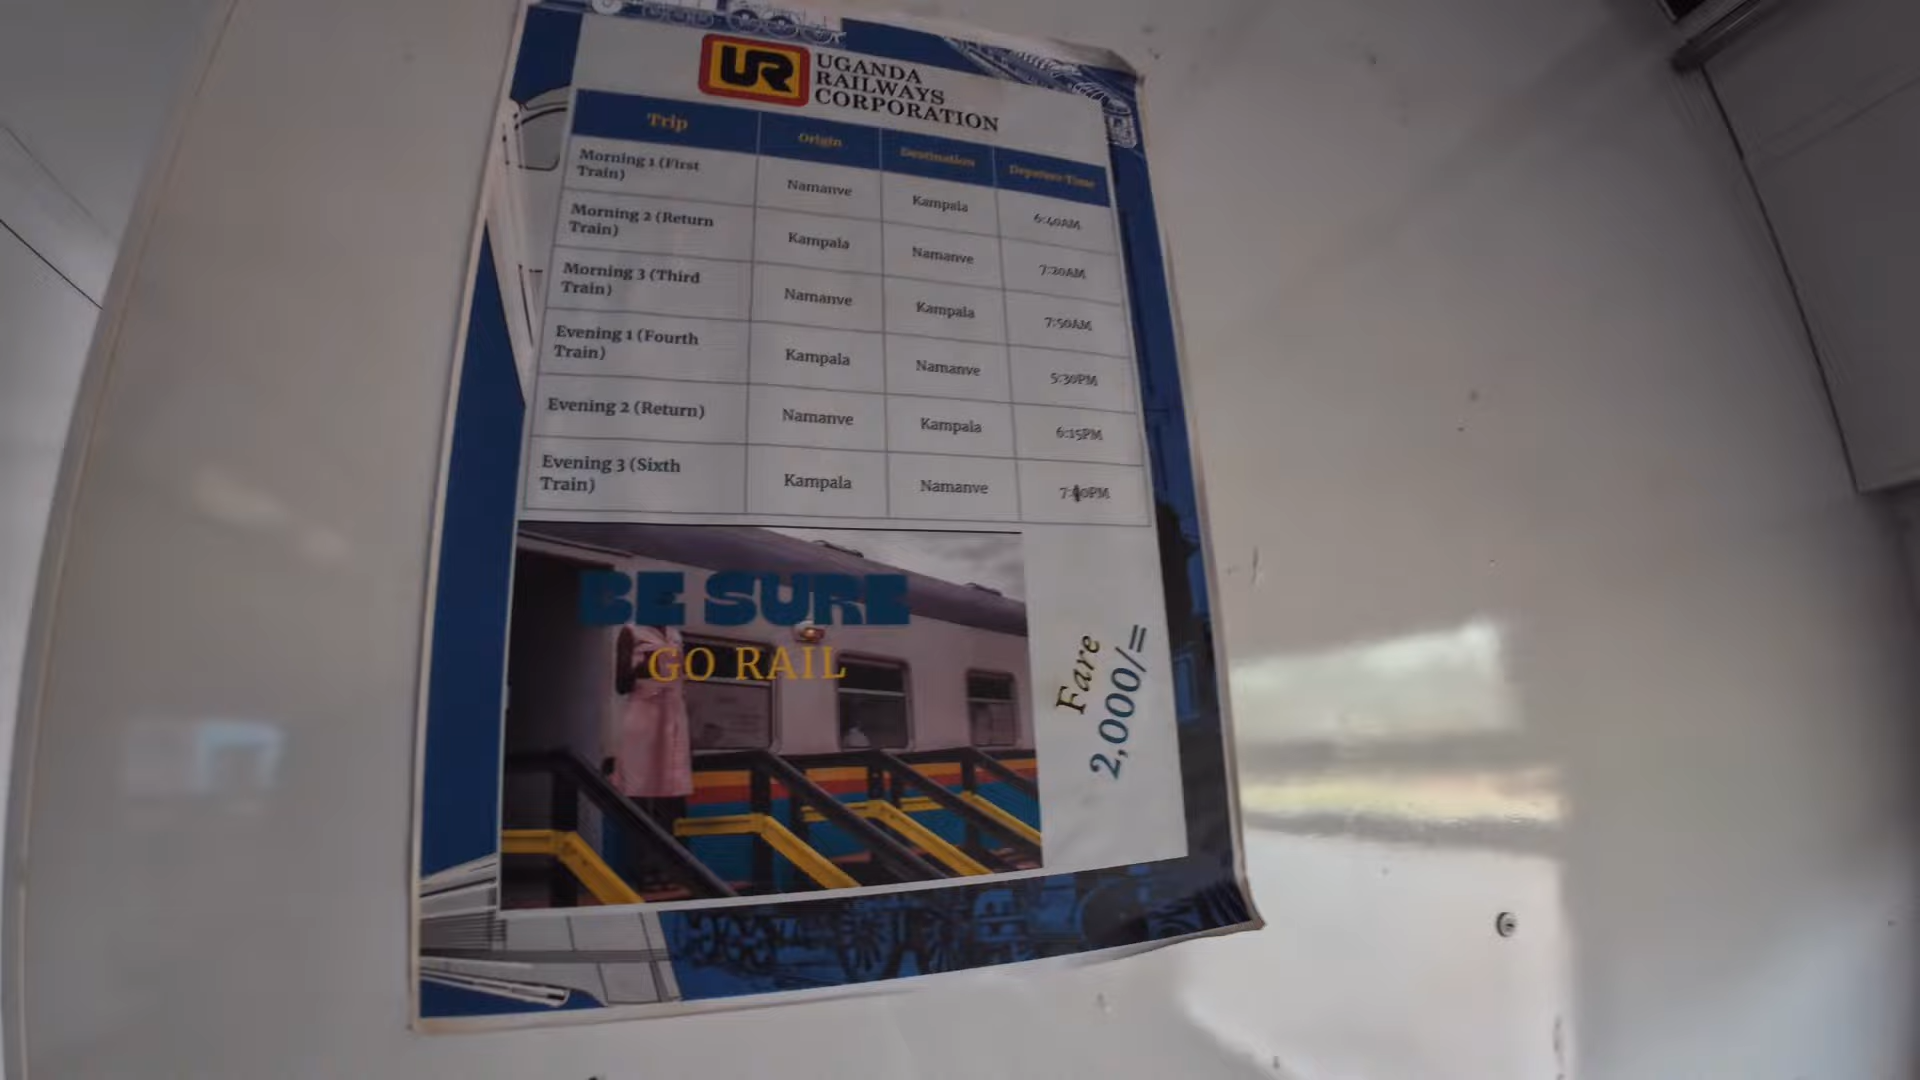 UR
UGANDA
RAILWAYS
CORPORATION
Trip Origin Destination Departure Time
Morning 1 (First
Train) Namanve Kampala 6:40AM
Morning 2 (Return
Train) Kampala Namanve 7:20AM
Morning 3 (Third
Train) Namanve Kampala 7:50AM
Evening 1 (Fourth
Train) Kampala Namanve 5:30PM
Evening 2 (Return) Namanve Kampala 6:15PM
Evening 3 (Sixth
Train) Kampala Namanve
BE SURE
GO RAIL
Fare
2,000/=